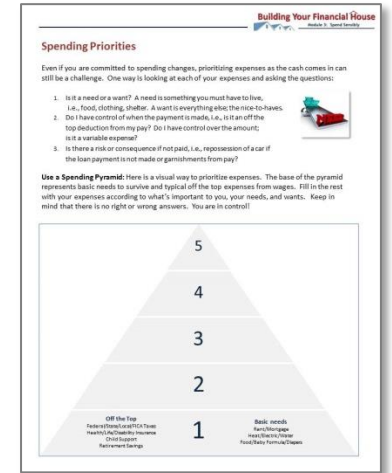 Building Your Financial House
Module 3: Spend Sensibly
Spending Priorities
Even if you are committed to spending changes, prioritizing expenses as the cash comes in can
still be a challenge. One way is looking at each of your expenses and asking the questions:
1. Is it a need or a want? A need is something you must have to live,
i.e., food, clothing, shelter. A want is everything else; the nice-to-haves.
2. Do I have control of when the payment is made, i.e., is it an off the
top deduction from my pay? Do I have control over the amount;
is it a variable expense?
3. Is there a risk or consequence if not paid, i.e., repossession of a car if
the loan payment is not made or garnishments from pay?
Use a Spending Pyramid: Here is a visual way to prioritize expenses. The base of the pyramid
represents basic needs to survive and typical off the top expenses from wages. Fill in the rest
with your expenses according to what's important to you, your needs, and wants. Keep in
mind that there is no right or wrong answers. You are in control!
5
4
3
2
1
Off the Top
Federal/State/Local/FICA Taxes
Health/Life/Disability Insurance
Child Support
Retirement Savings
Basic needs
Rent/Mortgage
Heat/Electric/Water
Food/Baby Formula/Diapers